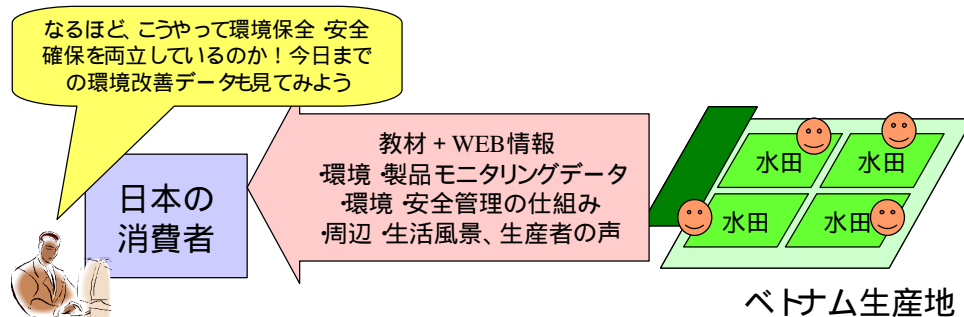 なるほど、こうやって環境保全・安全
確保を両立しているのか！今日まで
の環境改善データも見てみよう
教材 + WEB情報
・環境・製品モニタリングデータ
・環境・安全管理の仕組み
・周辺・生活風景、生産者の声
日本の
消費者
水田
水田
水田
水田
ベトナム生産地